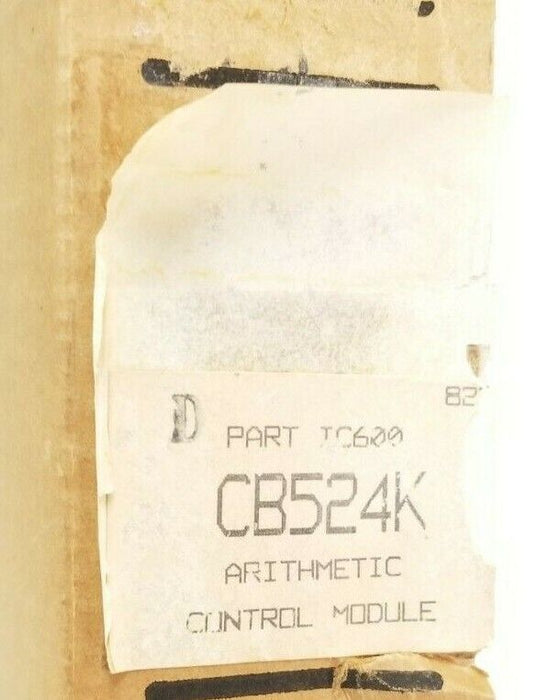 82
D
PART IC600
CB524K
ARITHMETIC
CONTROL MODULE